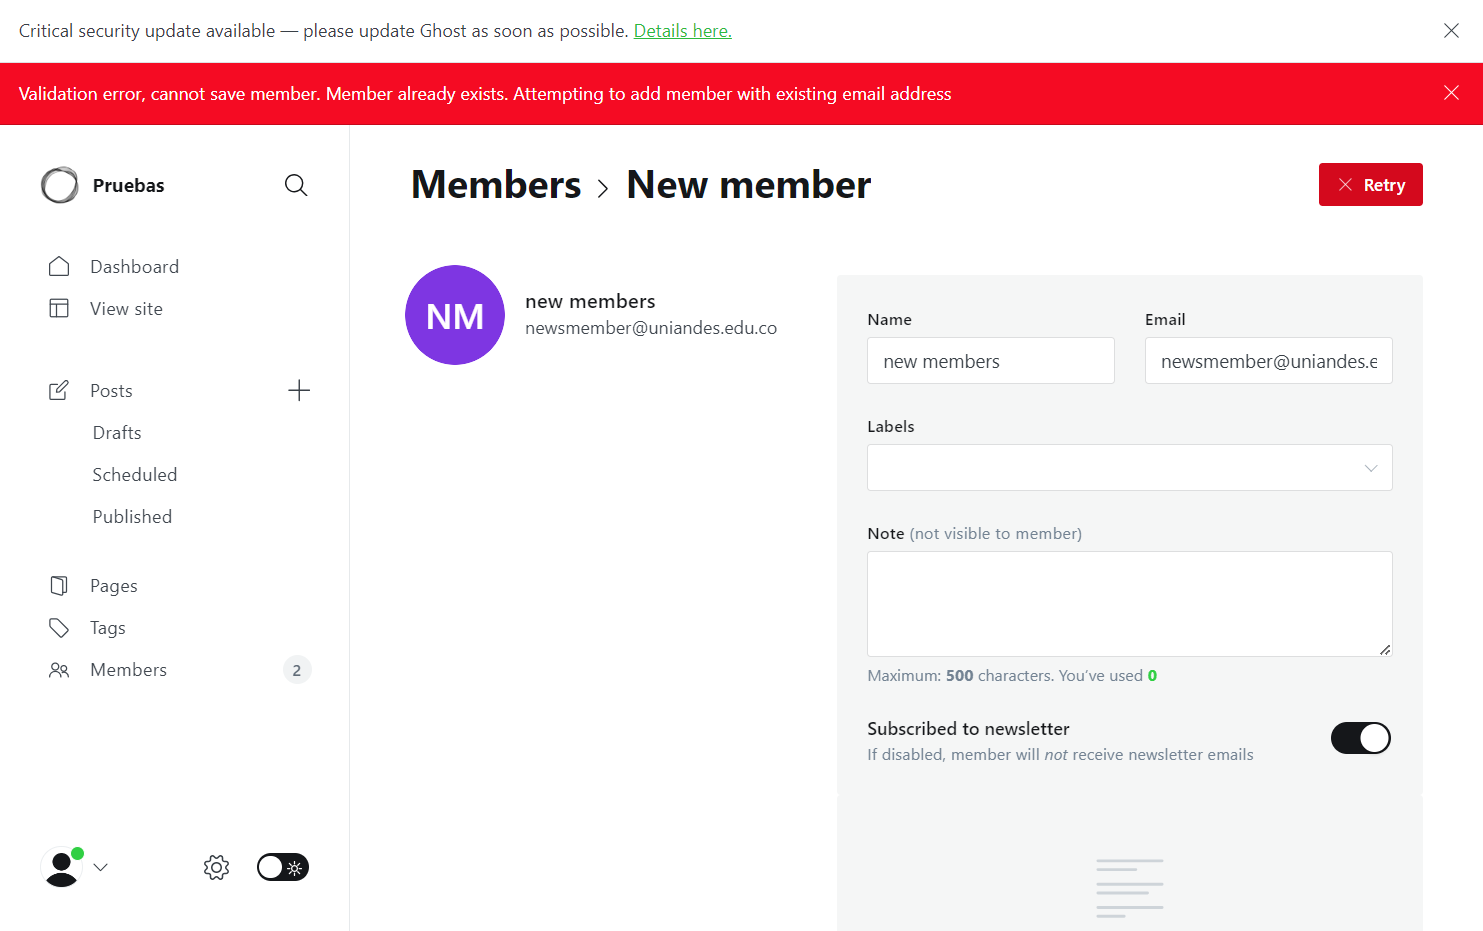 Critical security update available — please update Ghost as soon as possible. Details here.
Validation error, cannot save member. Member already exists. Attempting to add member with existing email address
Pruebas
Members > New member
Retry
Dashboard
View site
Posts
Drafts
Scheduled
Published
Pages
Tags
Members 2
NM
new members
newsmember@uniandes.edu.co
Name
Email
new members
newsmember@uniandes.e
Labels
Note (not visible to member)
Maximum: 500 characters. You’ve used 0
Subscribed to newsletter
If disabled, member will not receive newsletter emails